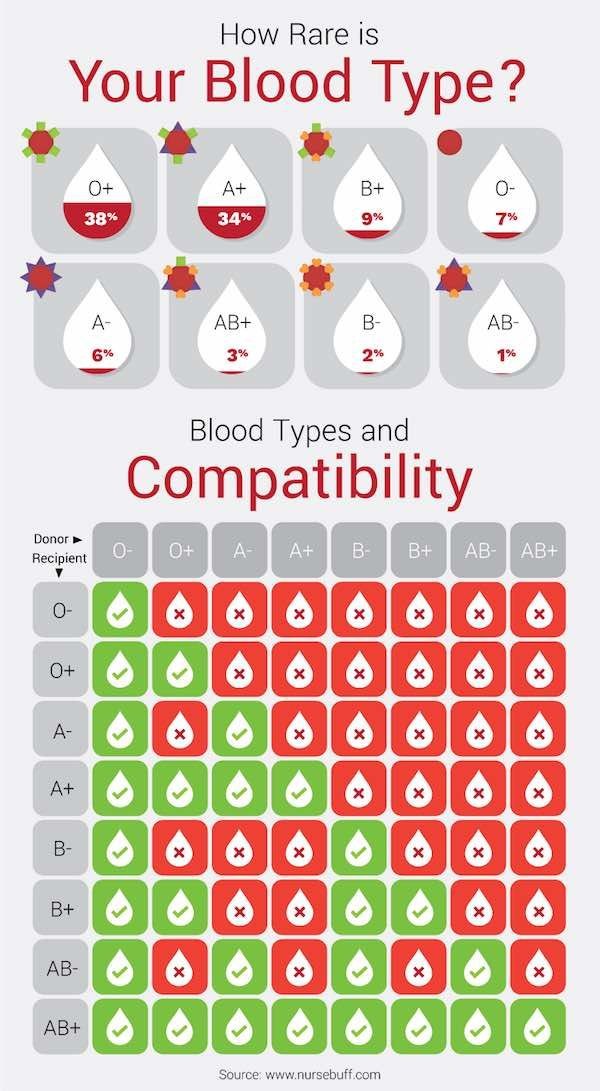 How Rare is
Your Blood Type?
O+ A+ B+ O-
38% 34% 9% 7%
A- AB+ B- AB-
6% 3% 2% 1%
Blood Types and
Compatibility
Donor ►
Recipient
▼
O- O+ A- A+ B- B+ AB- AB+
O-
O+
A-
A+
B-
B+
AB-
AB+
Source: www.nursebuff.com